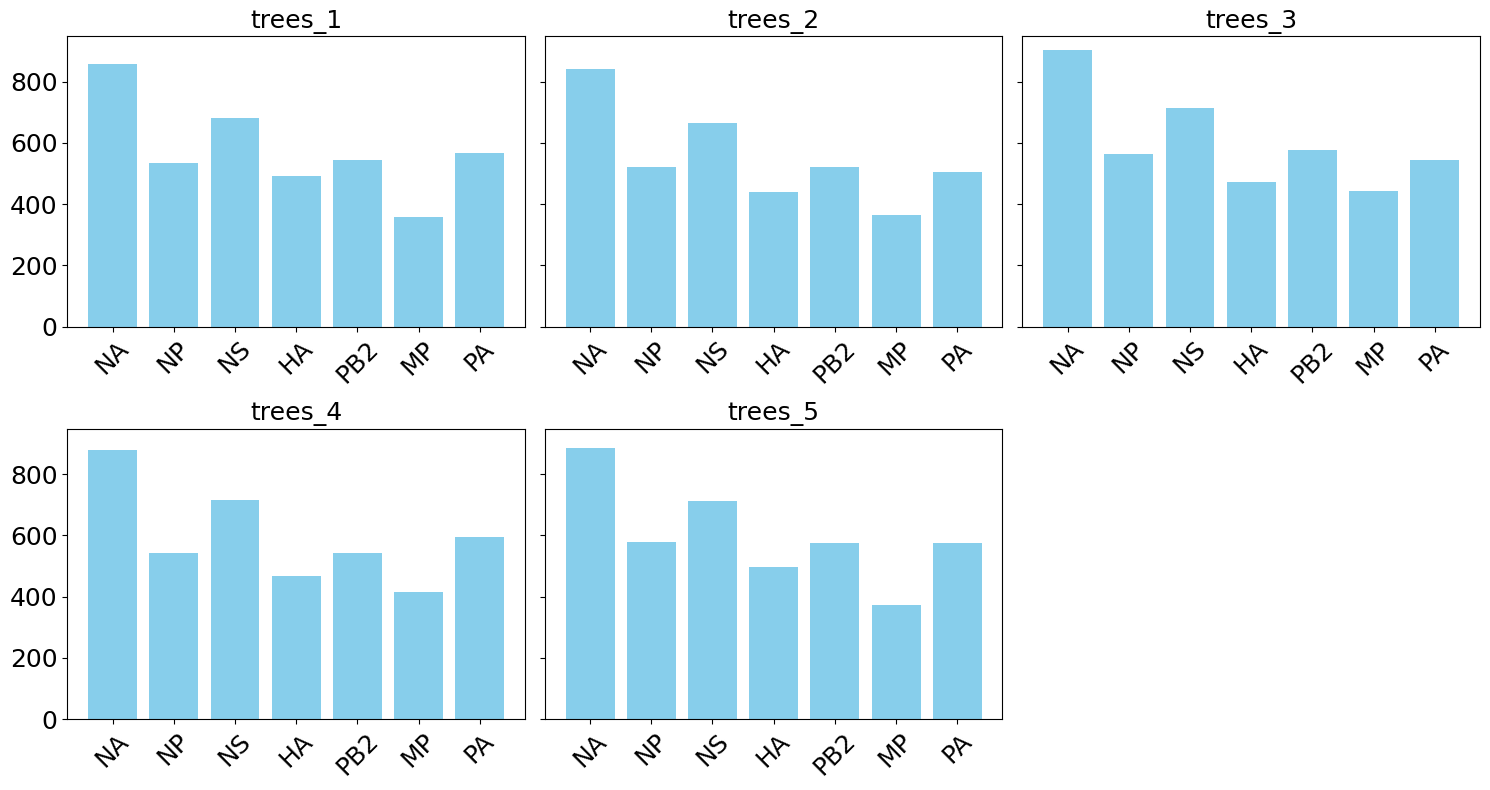 trees_1 trees_2 trees_3
800
600
400
200
0
NA NP NS HA PB2 MP PA NA NP NS HA PB2 MP PA NA NP NS HA PB2 MP PA
trees_4 trees_5
800
600
400
200
0
NA NP NS HA PB2 MP PA NA NP NS HA PB2 MP PA